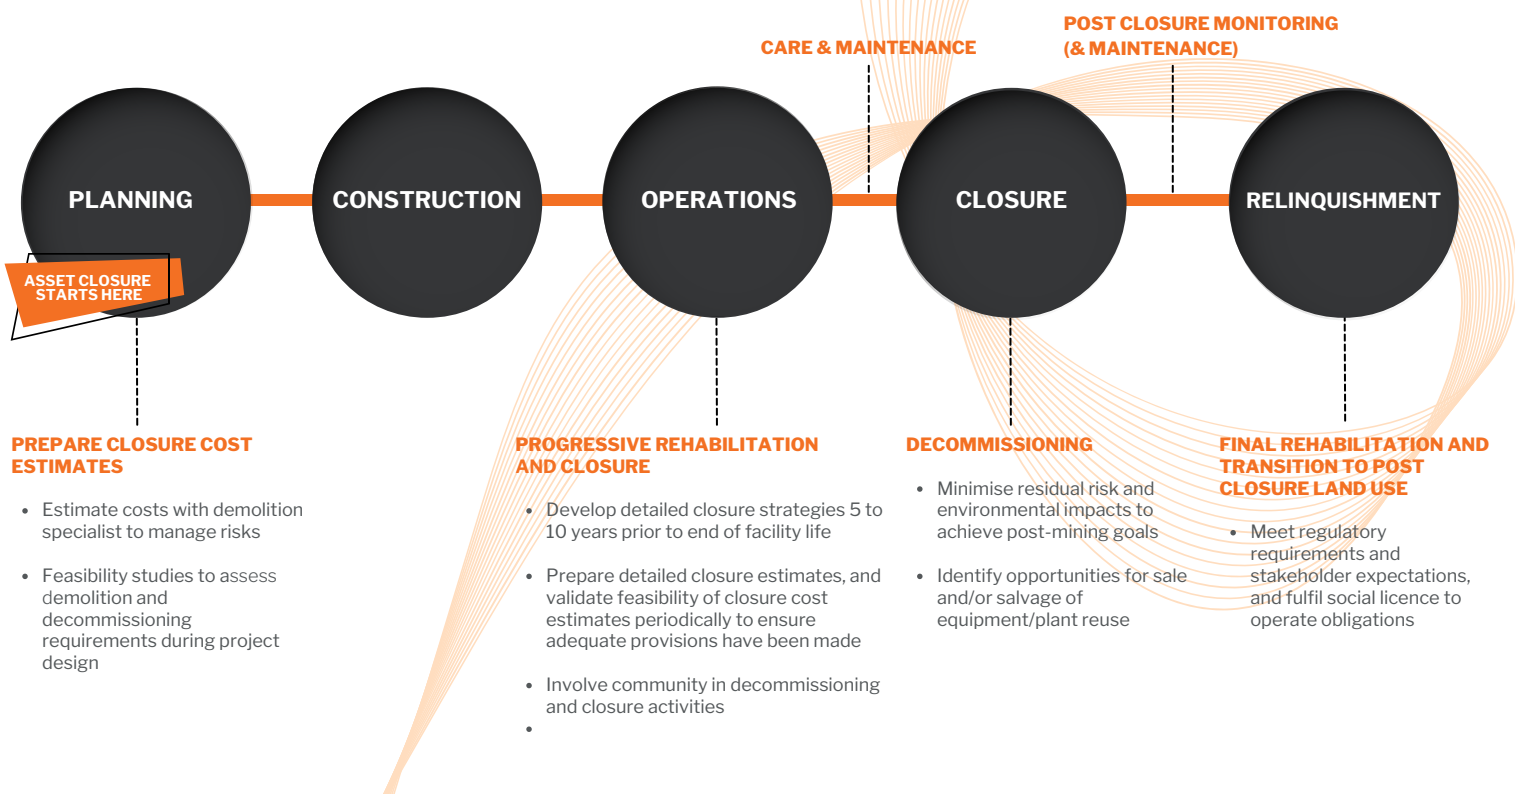 CARE & MAINTENANCE
POST CLOSURE MONITORING
(& MAINTENANCE)
PLANNING
CONSTRUCTION
OPERATIONS
CLOSURE
RELINQUISHMENT
ASSET CLOSURE
STARTS HERE
PREPARE CLOSURE COST
ESTIMATES
• Estimate costs with demolition
specialist to manage risks
• Feasibility studies to assess
demolition and
decommissioning
requirements during project
design
PROGRESSIVE REHABILITATION
AND CLOSURE
• Develop detailed closure strategies 5 to
10 years prior to end of facility life
• Prepare detailed closure estimates, and
validate feasibility of closure cost
estimates periodically to ensure
adequate provisions have been made
• Involve community in decommissioning
and closure activities
•
DECOMMISSIONING
• Minimise residual risk and
environmental impacts to
achieve post-mining goals
• Identify opportunities for sale
and/or salvage of
equipment/plant reuse
FINAL REHABILITATION AND
TRANSITION TO POST
CLOSURE LAND USE
• Meet regulatory
requirements and
stakeholder expectations,
and fulfil social licence to
operate obligations